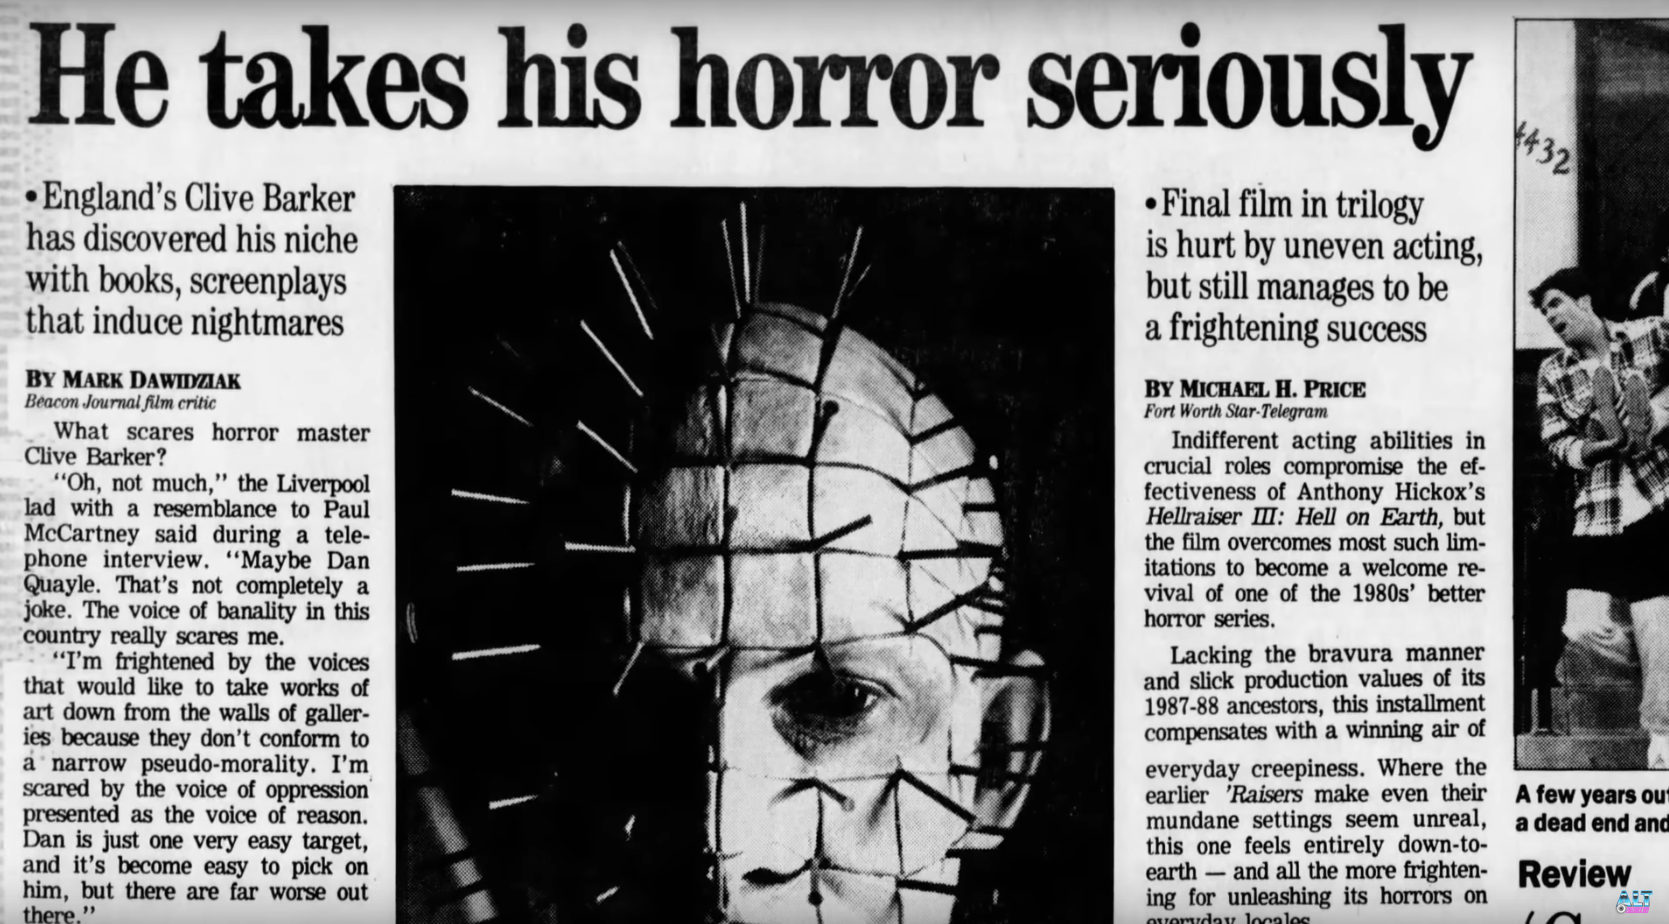 He takes his horror seriously
•England's Clive Barker
has discovered his niche
with books, screenplays
that induce nightmares
BY MARK DAWIDZIAK
Beacon Journal film critic
What scares horror master
Clive Barker?
“Oh, not much,” the Liverpool
lad with a resemblance to Paul
McCartney said during a tele-
phone interview. “Maybe Dan
Quayle. That's not completely a
joke. The voice of banality in this
country really scares me.
“I'm frightened by the voices
that would like to take works of
art down from the walls of galler-
ies because they don't conform to
a narrow pseudo-morality. I'm
scared by the voice of oppression
presented as the voice of reason.
Dan is just one very easy target,
and it's become easy to pick on
him, but there are far worse out
there.”
•Final film in trilogy
is hurt by uneven acting,
but still manages to be
a frightening success
BY MICHAEL H. PRICE
Fort Worth Star-Telegram
Indifferent acting abilities in
crucial roles compromise the ef-
fectiveness of Anthony Hickox's
Hellraiser III: Hell on Earth, but
the film overcomes most such lim-
itations to become a welcome re-
vival of one of the 1980s' better
horror series.
Lacking the bravura manner
and slick production values of its
1987-88 ancestors, this installment
compensates with a winning air of
everyday creepiness. Where the
earlier 'Raisers make even their
mundane settings seem unreal,
this one feels entirely down-to-
earth — and all the more frighten-
ing for unleashing its horrors on
everyday locales
4432
A few years out
a dead end and
Review
ALT